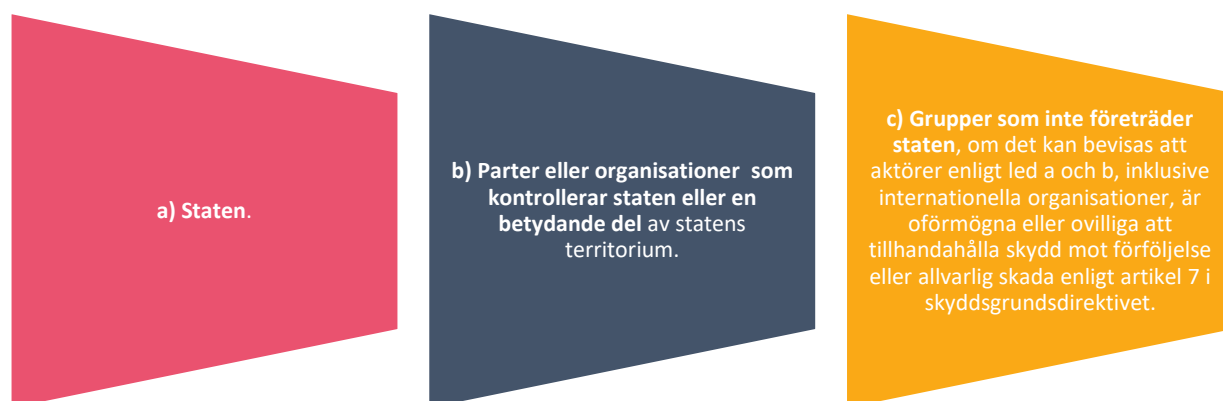 a) Staten.
b) Parter eller organisationer som
kontrollerar staten eller en
betydande del av statens
territorium.
c) Grupper som inte företräder
staten, om det kan bevisas att
aktörer enligt led a och b, inklusive
internationella organisationer, är
oförmögna eller ovilliga att
tillhandahålla skydd mot förföljelse
eller allvarlig skada enligt artikel 7 i
skyddsgrundsdirektivet.